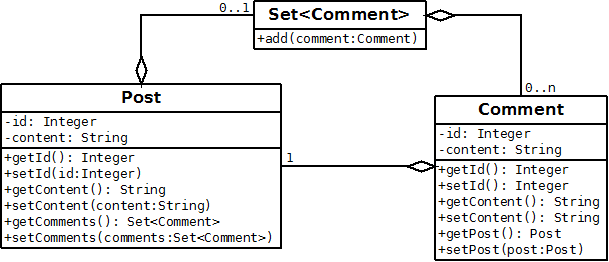 0..1
Set<Comment>
+add(comment:Comment)
0..n
Post
-id: Integer
-content: String
+getId(): Integer
+setId(id:Integer)
+getContent(): String
+setContent(content:String)
+getComments(): Set<Comment>
+setComments(comments:Set<Comment>)
1
Comment
-id: Integer
-content: String
+getId(): Integer
+setId(): Integer
+getContent(): String
+setContent(): String
+getPost(): Post
+setPost(post:Post)